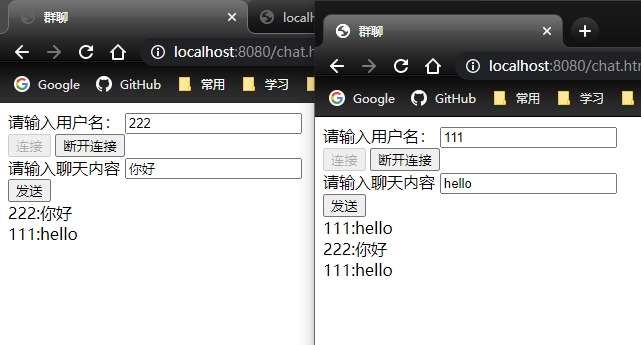 群聊
localh
localhost:8080/chat.htm
Google GitHub 常用 学习
请输入用户名： 222
连接 断开连接
请输入聊天内容 你好
发送
222:你好
111:hello
群聊
localhost:8080/chat.htm
Google GitHub 常用 学习
请输入用户名： 111
连接 断开连接
请输入聊天内容 hello
发送
111:hello
222:你好
111:hello